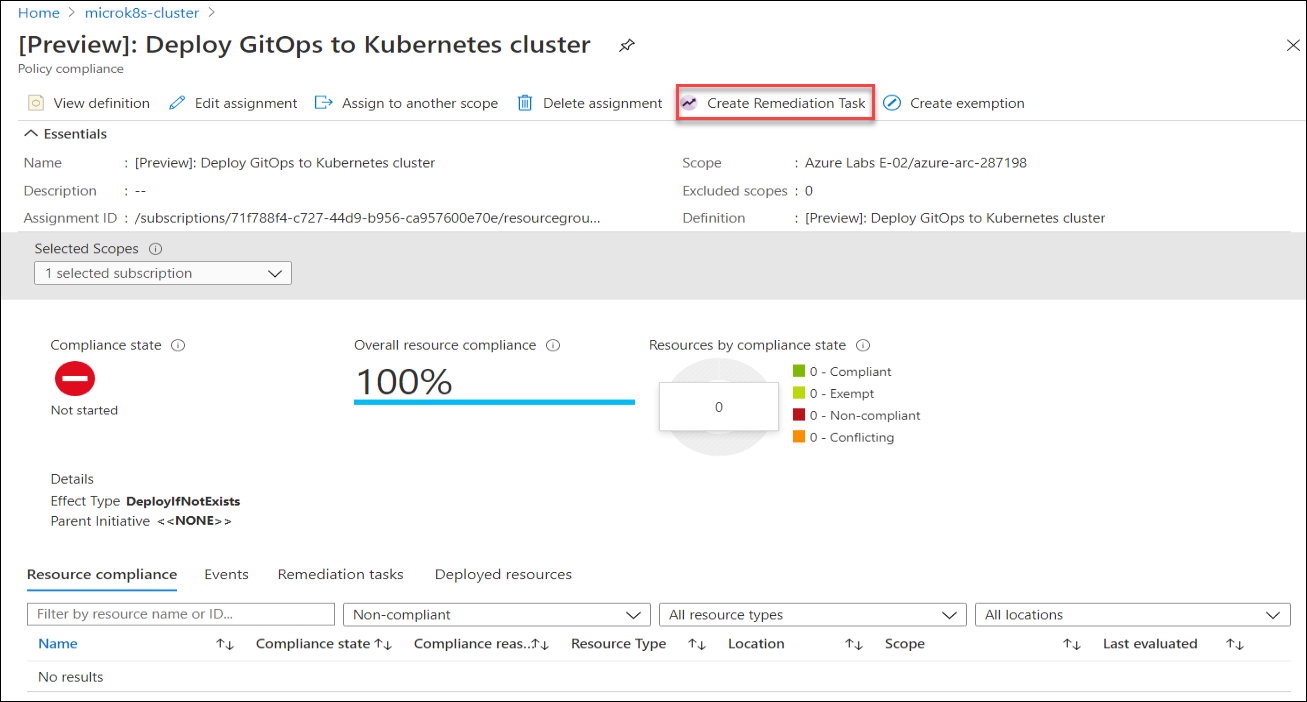 Home > microk8s-cluster >
[Preview]: Deploy GitOps to Kubernetes cluster
Policy compliance
View definition Edit assignment Assign to another scope Delete assignment Create Remediation Task Create exemption
Essentials
Name : [Preview]: Deploy GitOps to Kubernetes cluster Scope : Azure Labs E-02/azure-arc-287198
Description : -- Excluded scopes : 0
Assignment ID : /subscriptions/71f788f4-c727-44d9-b956-ca957600e70e/resourcegrou... Definition : [Preview]: Deploy GitOps to Kubernetes cluster
Selected Scopes
1 selected subscription
Compliance state Overall resource compliance Resources by compliance state
100%
Not started
0
0 - Compliant
0 - Exempt
0 - Non-compliant
0 - Conflicting
Details
Effect Type DeployIfNotExists
Parent Initiative <<NONE>>
Resource compliance Events Remediation tasks Deployed resources
Filter by resource name or ID... Non-compliant All resource types All locations
Name Compliance state Compliance reas... Resource Type Location Scope Last evaluated
No results